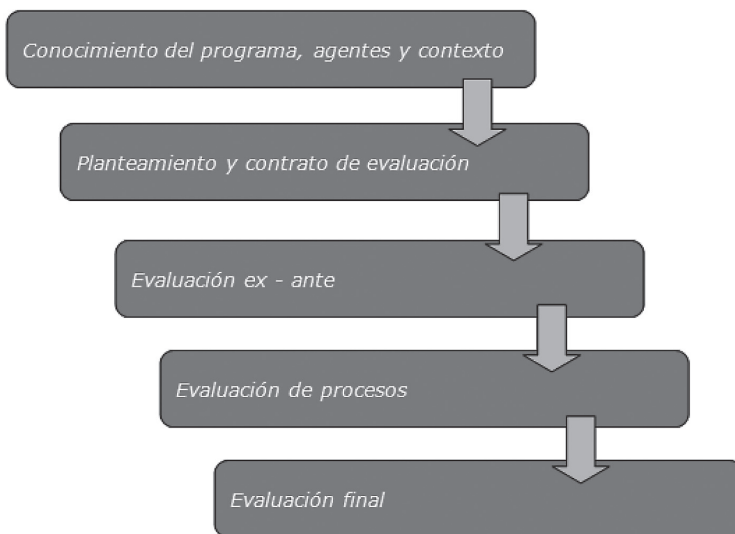 Conocimiento del programa, agentes y contexto
Planteamiento y contrato de evaluación
Evaluación ex - ante
Evaluación de procesos
Evaluación final